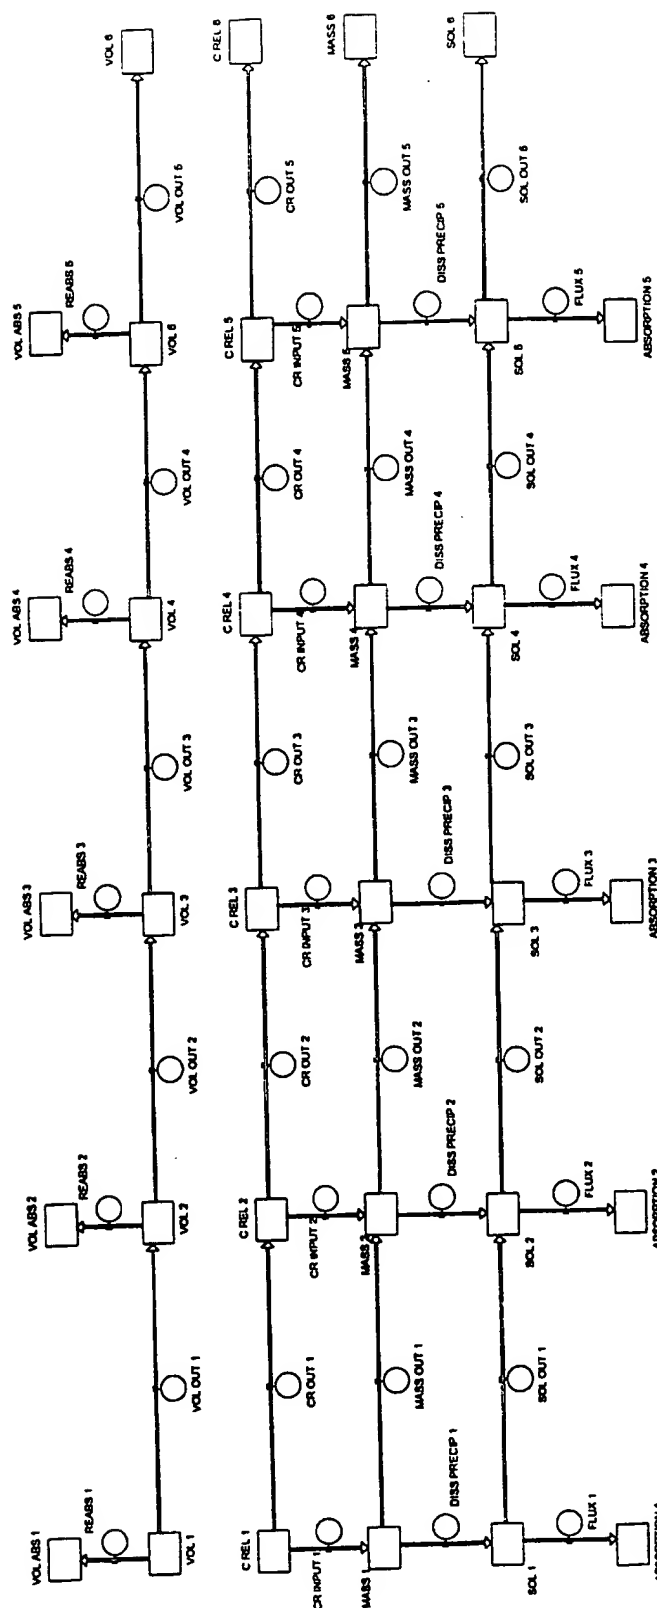 VOL ABS 1
VOL ABS 2
VOL ABS 3
VOL ABS 4
VOL ABS 5
REABS 1
REABS 2
REABS 3
REABS 4
REABS 5
VOL 1
VOL 2
VOL 3
VOL 4
VOL 6
VOL 6
VOL OUT 1
VOL OUT 2
VOL OUT 3
VOL OUT 4
VOL OUT 5
C REL 1
C REL 2
C REL 3
C REL 4
C REL 5
C REL 6
CR OUT 1
CR OUT 2
CR OUT 3
CR OUT 4
CR OUT 5
CR INPUT 1
CR INPUT 2
CR INPUT 3
CR INPUT 4
CR INPUT 5
MASS 1
MASS 2
MASS 3
MASS 4
MASS 5
MASS 6
MASS OUT 1
MASS OUT 2
MASS OUT 3
MASS OUT 4
MASS OUT 5
DISS PRECIP 1
DISS PRECIP 2
DISS PRECIP 3
DISS PRECIP 4
DISS PRECIP 5
SOL 1
SOL 2
SOL 3
SOL 4
SOL 5
SOL 6
SOL OUT 1
SOL OUT 2
SOL OUT 3
SOL OUT 4
SOL OUT 5
FLUX 1
FLUX 2
FLUX 3
FLUX 4
FLUX 5
ABSORPTION 1
ABSORPTION 2
ABSORPTION 3
ABSORPTION 4
ABSORPTION 5